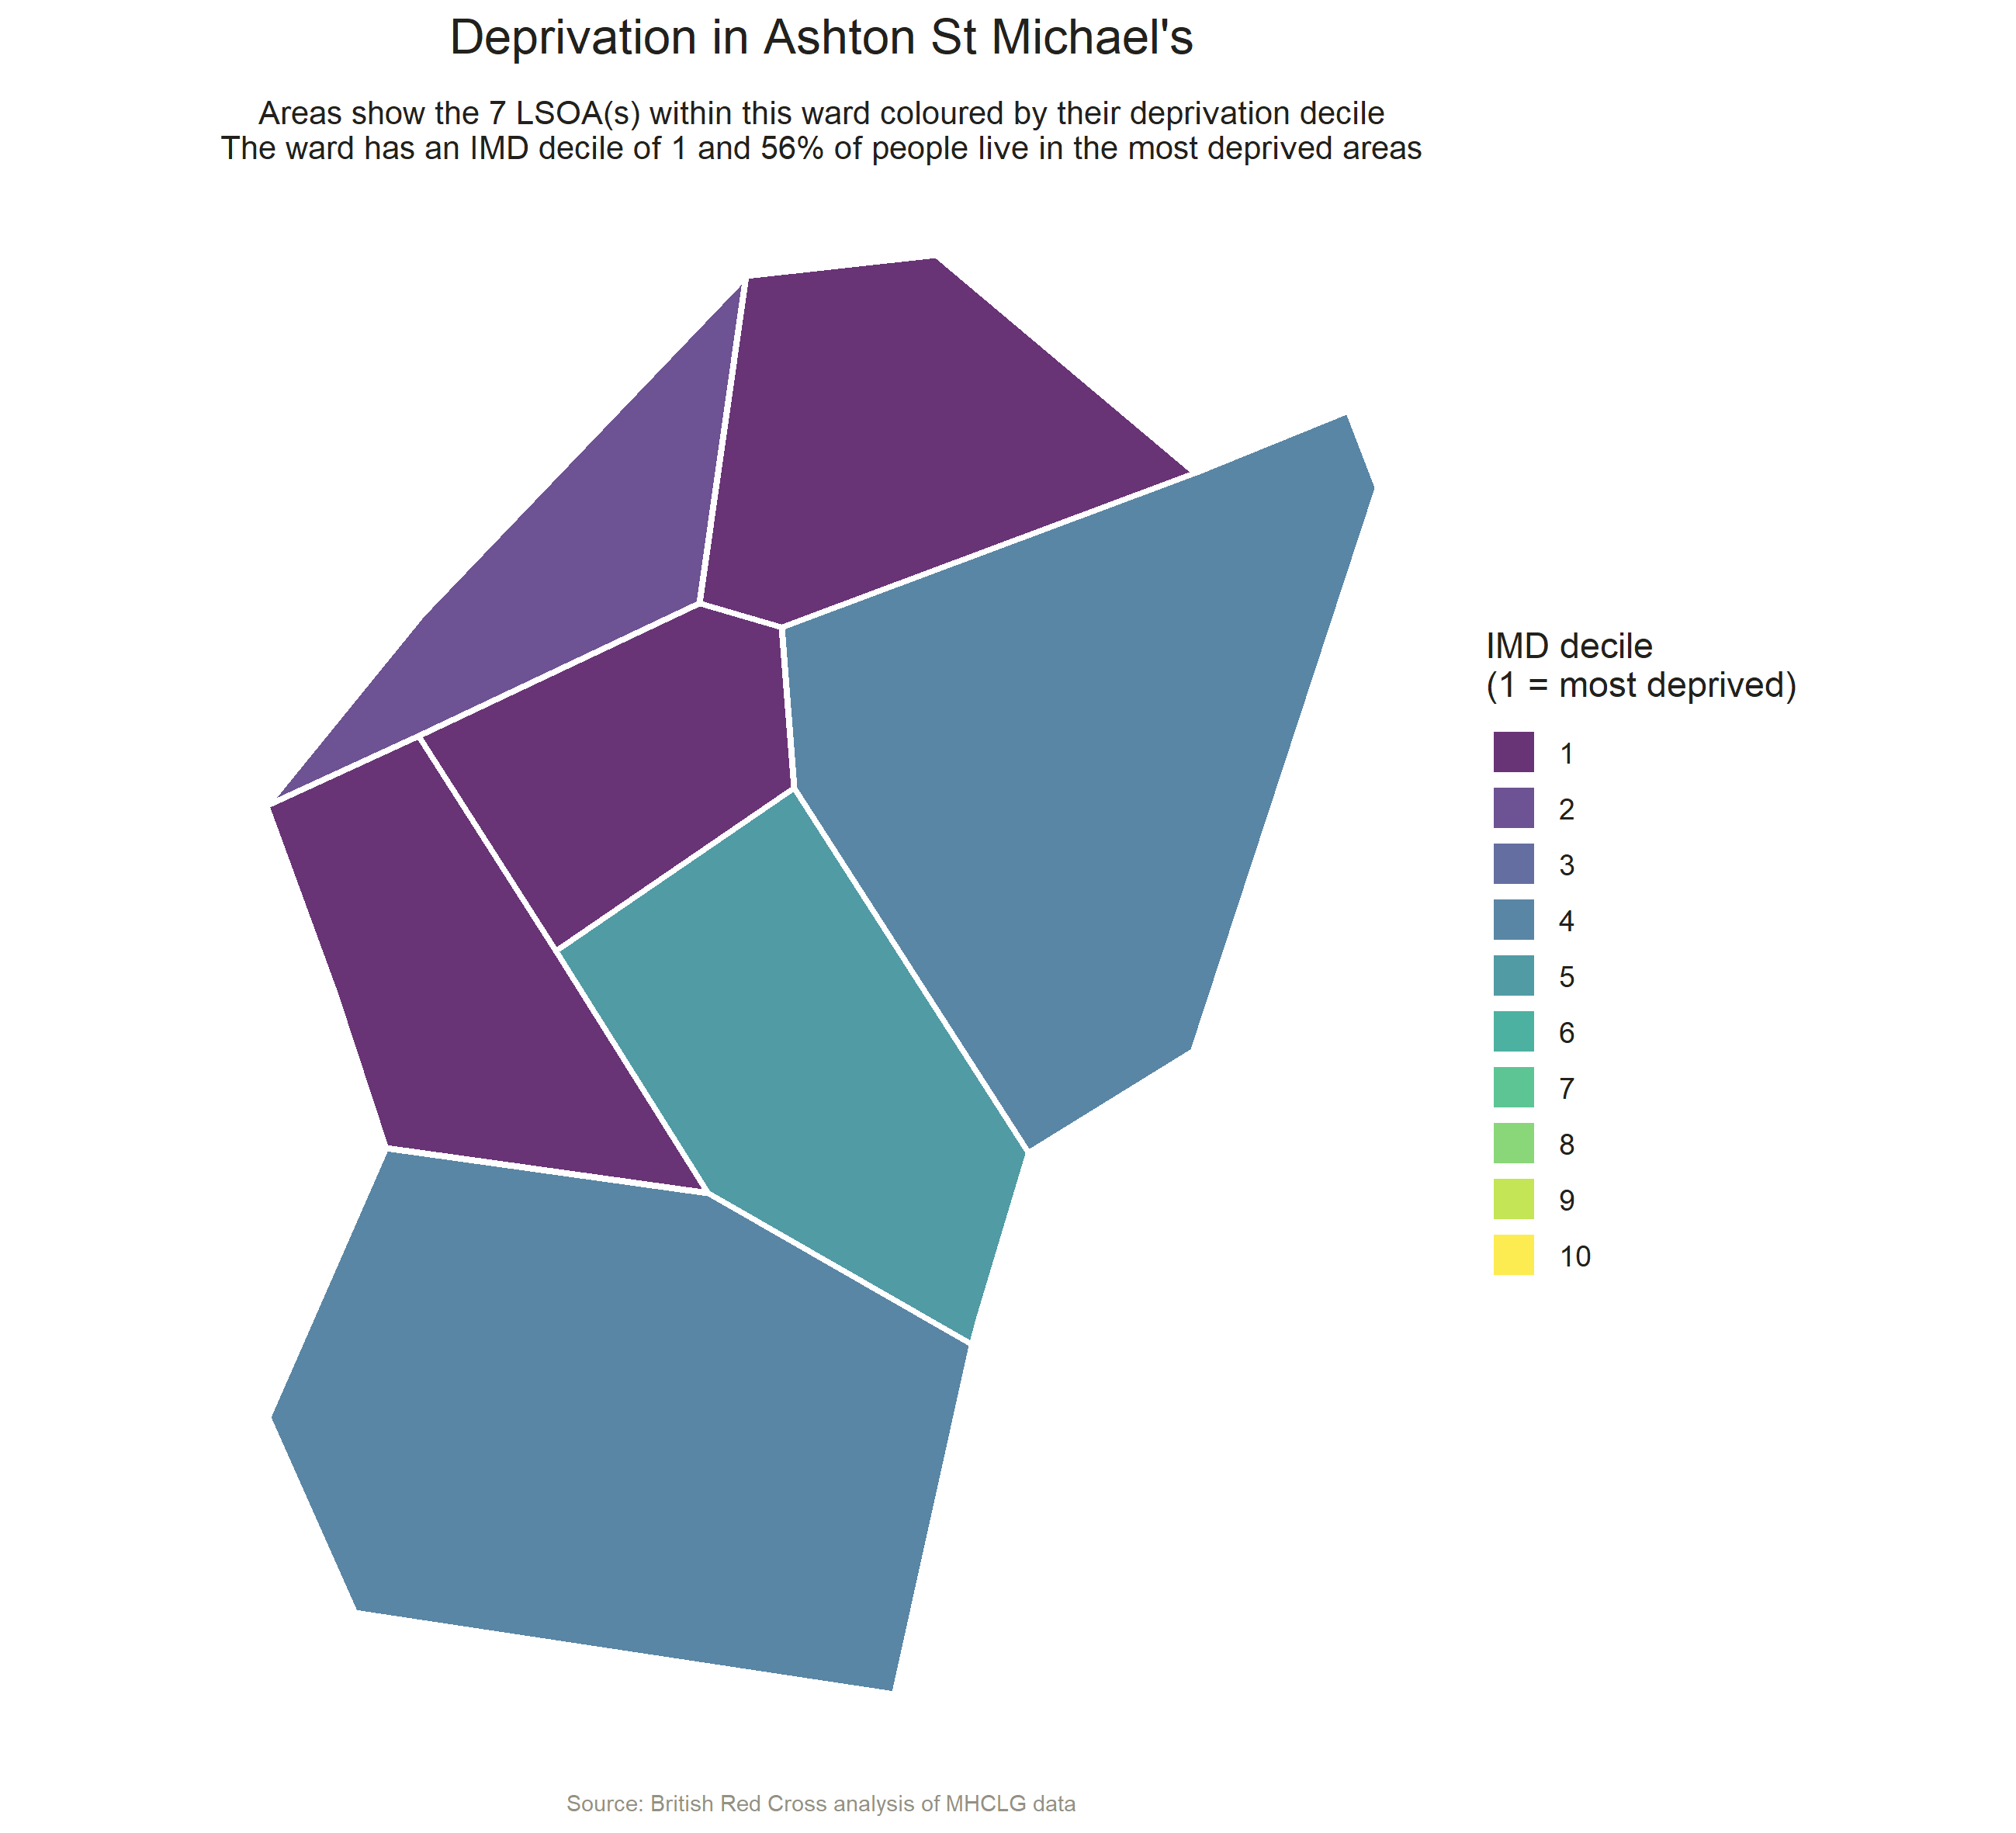 Deprivation in Ashton St Michael's
Areas show the 7 LSOA(s) within this ward coloured by their deprivation decile
The ward has an IMD decile of 1 and 56% of people live in the most deprived areas
IMD decile
(1 = most deprived)
1
2
3
4
5
6
7
8
9
10
Source: British Red Cross analysis of MHCLG data